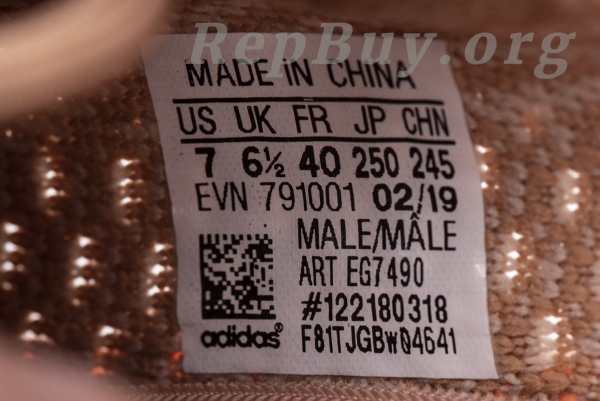 RepBuy.org
MADE IN CHINA
US UK FR JP CHN
7 6½ 40 250 245
EVN 791001 02/19
MALE/MÂLE
ART EG7490
#122180318
adidas® F81TJGBw04641